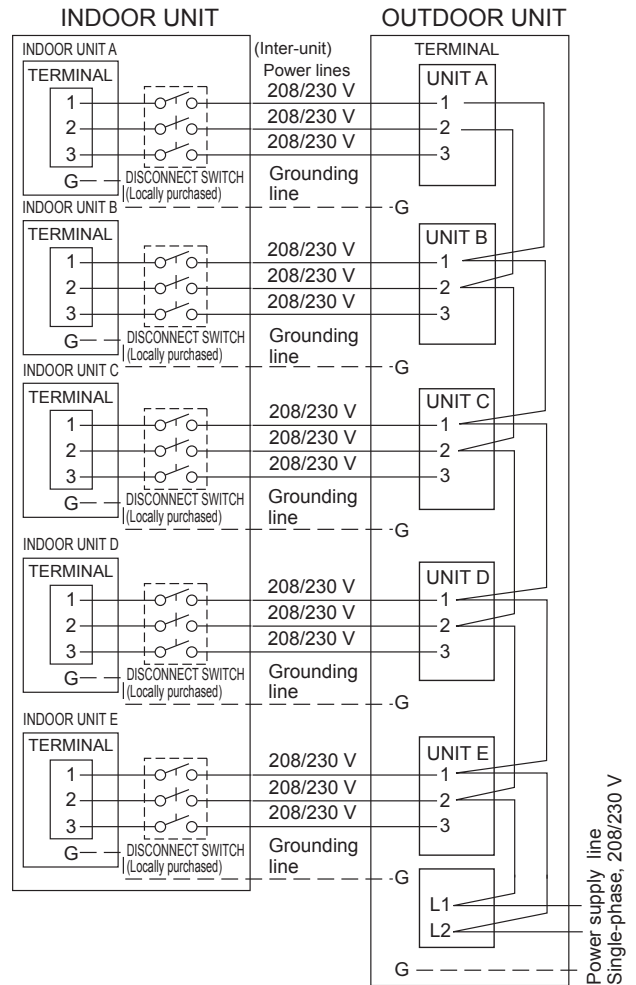 INDOOR UNIT
OUTDOOR UNIT
INDOOR UNIT A
(Inter-unit)
TERMINAL
TERMINAL
Power lines
UNIT A
1
208/230 V
1
2
208/230 V
2
3
208/230 V
3
G
DISCONNECT SWITCH
(Locally purchased)
Grounding
line
G
INDOOR UNIT B
TERMINAL
UNIT B
1
208/230 V
1
2
208/230 V
2
3
208/230 V
3
G
DISCONNECT SWITCH
(Locally purchased)
Grounding
line
G
INDOOR UNIT C
TERMINAL
UNIT C
1
208/230 V
1
2
208/230 V
2
3
208/230 V
3
G
DISCONNECT SWITCH
(Locally purchased)
Grounding
line
G
INDOOR UNIT D
TERMINAL
UNIT D
1
208/230 V
1
2
208/230 V
2
3
208/230 V
3
G
DISCONNECT SWITCH
(Locally purchased)
Grounding
line
G
INDOOR UNIT E
TERMINAL
UNIT E
1
208/230 V
1
2
208/230 V
2
3
208/230 V
3
G
DISCONNECT SWITCH
(Locally purchased)
Grounding
line
G
L1
L2
G
Power supply line
Single-phase, 208/230 V